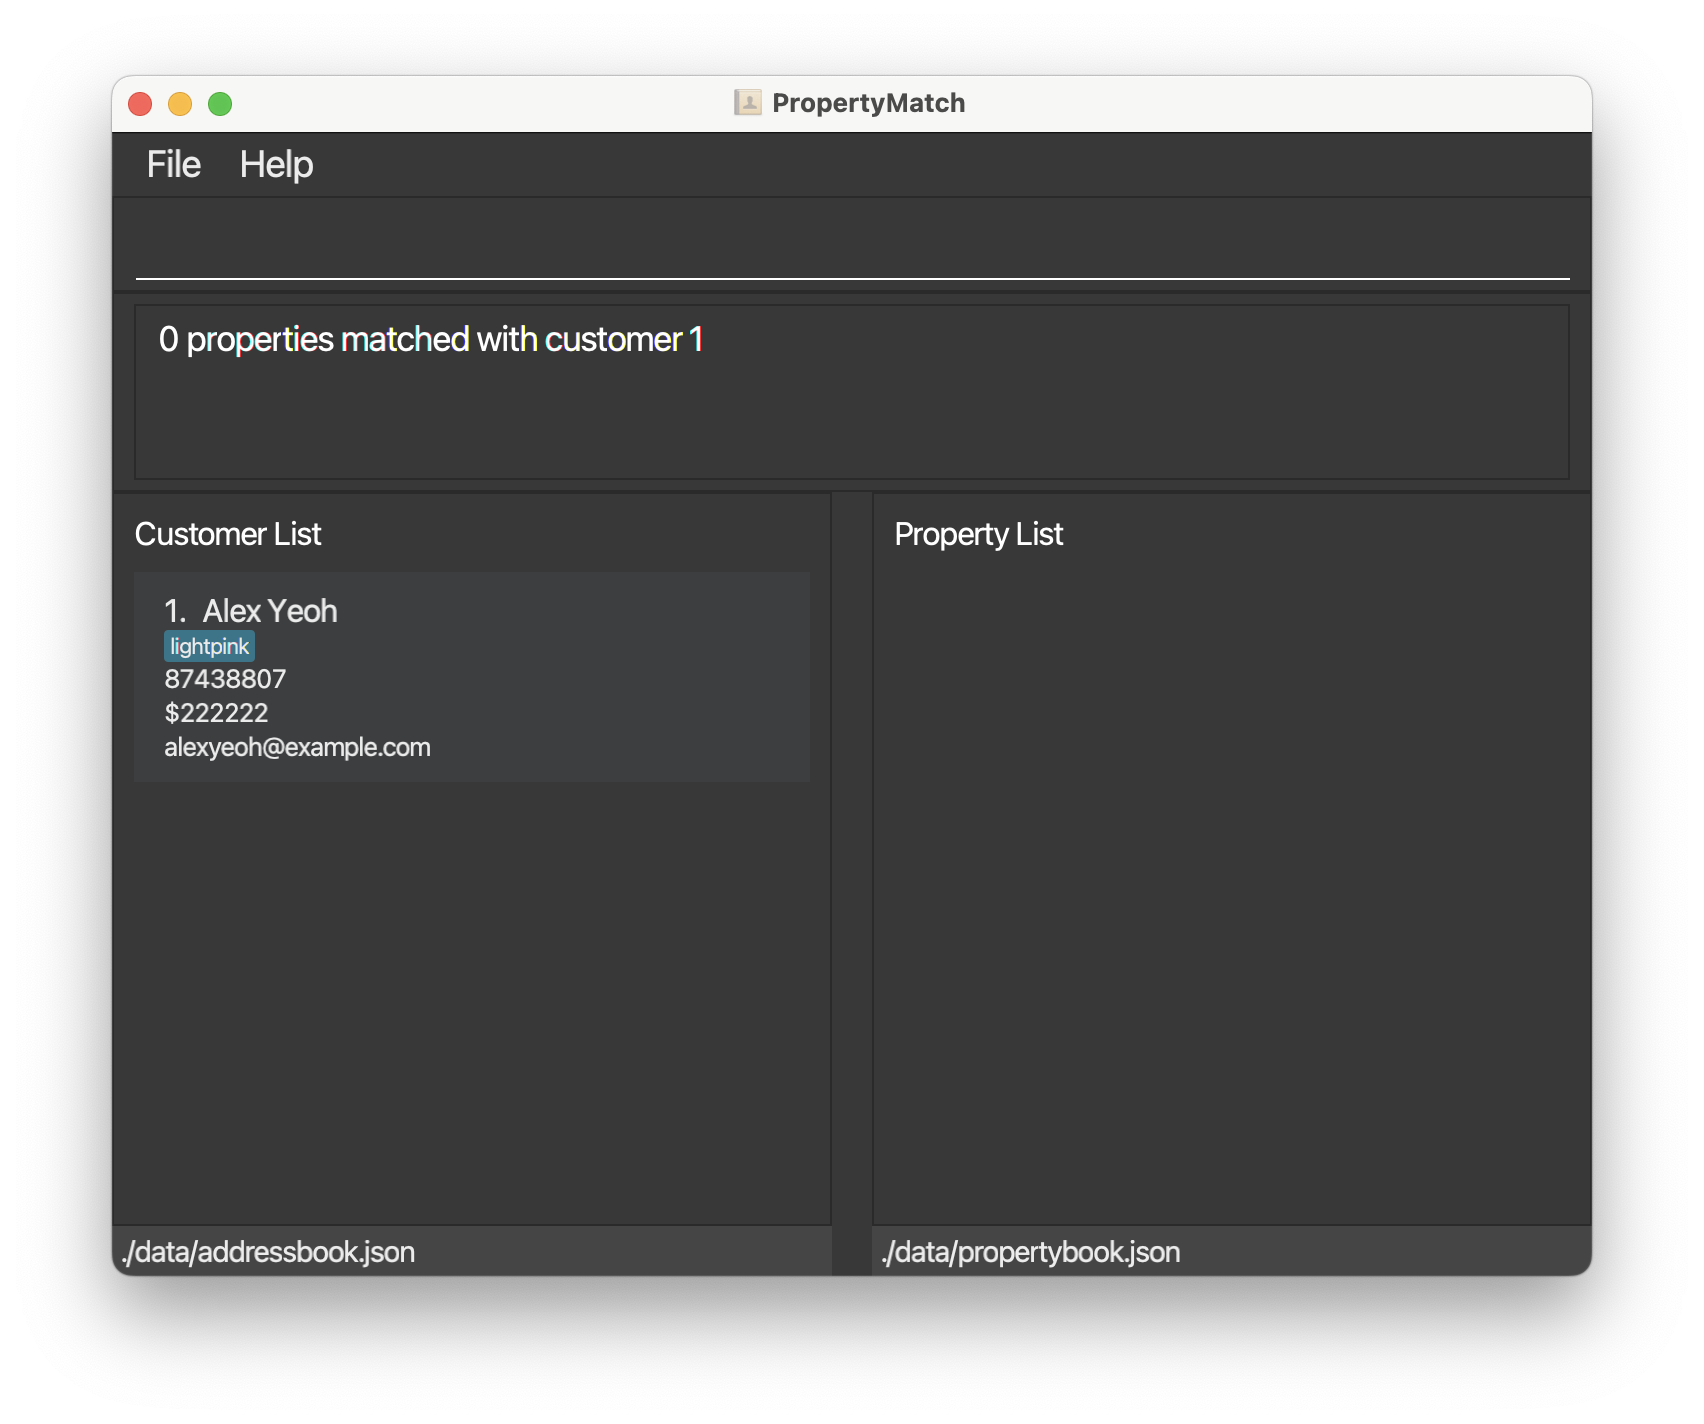 PropertyMatch
File Help
0 properties matched with customer 1
Customer List
1. Alex Yeoh
lightpink
87438807
$222222
alexyeoh@example.com
Property List
./data/addressbook.json
./data/propertybook.json